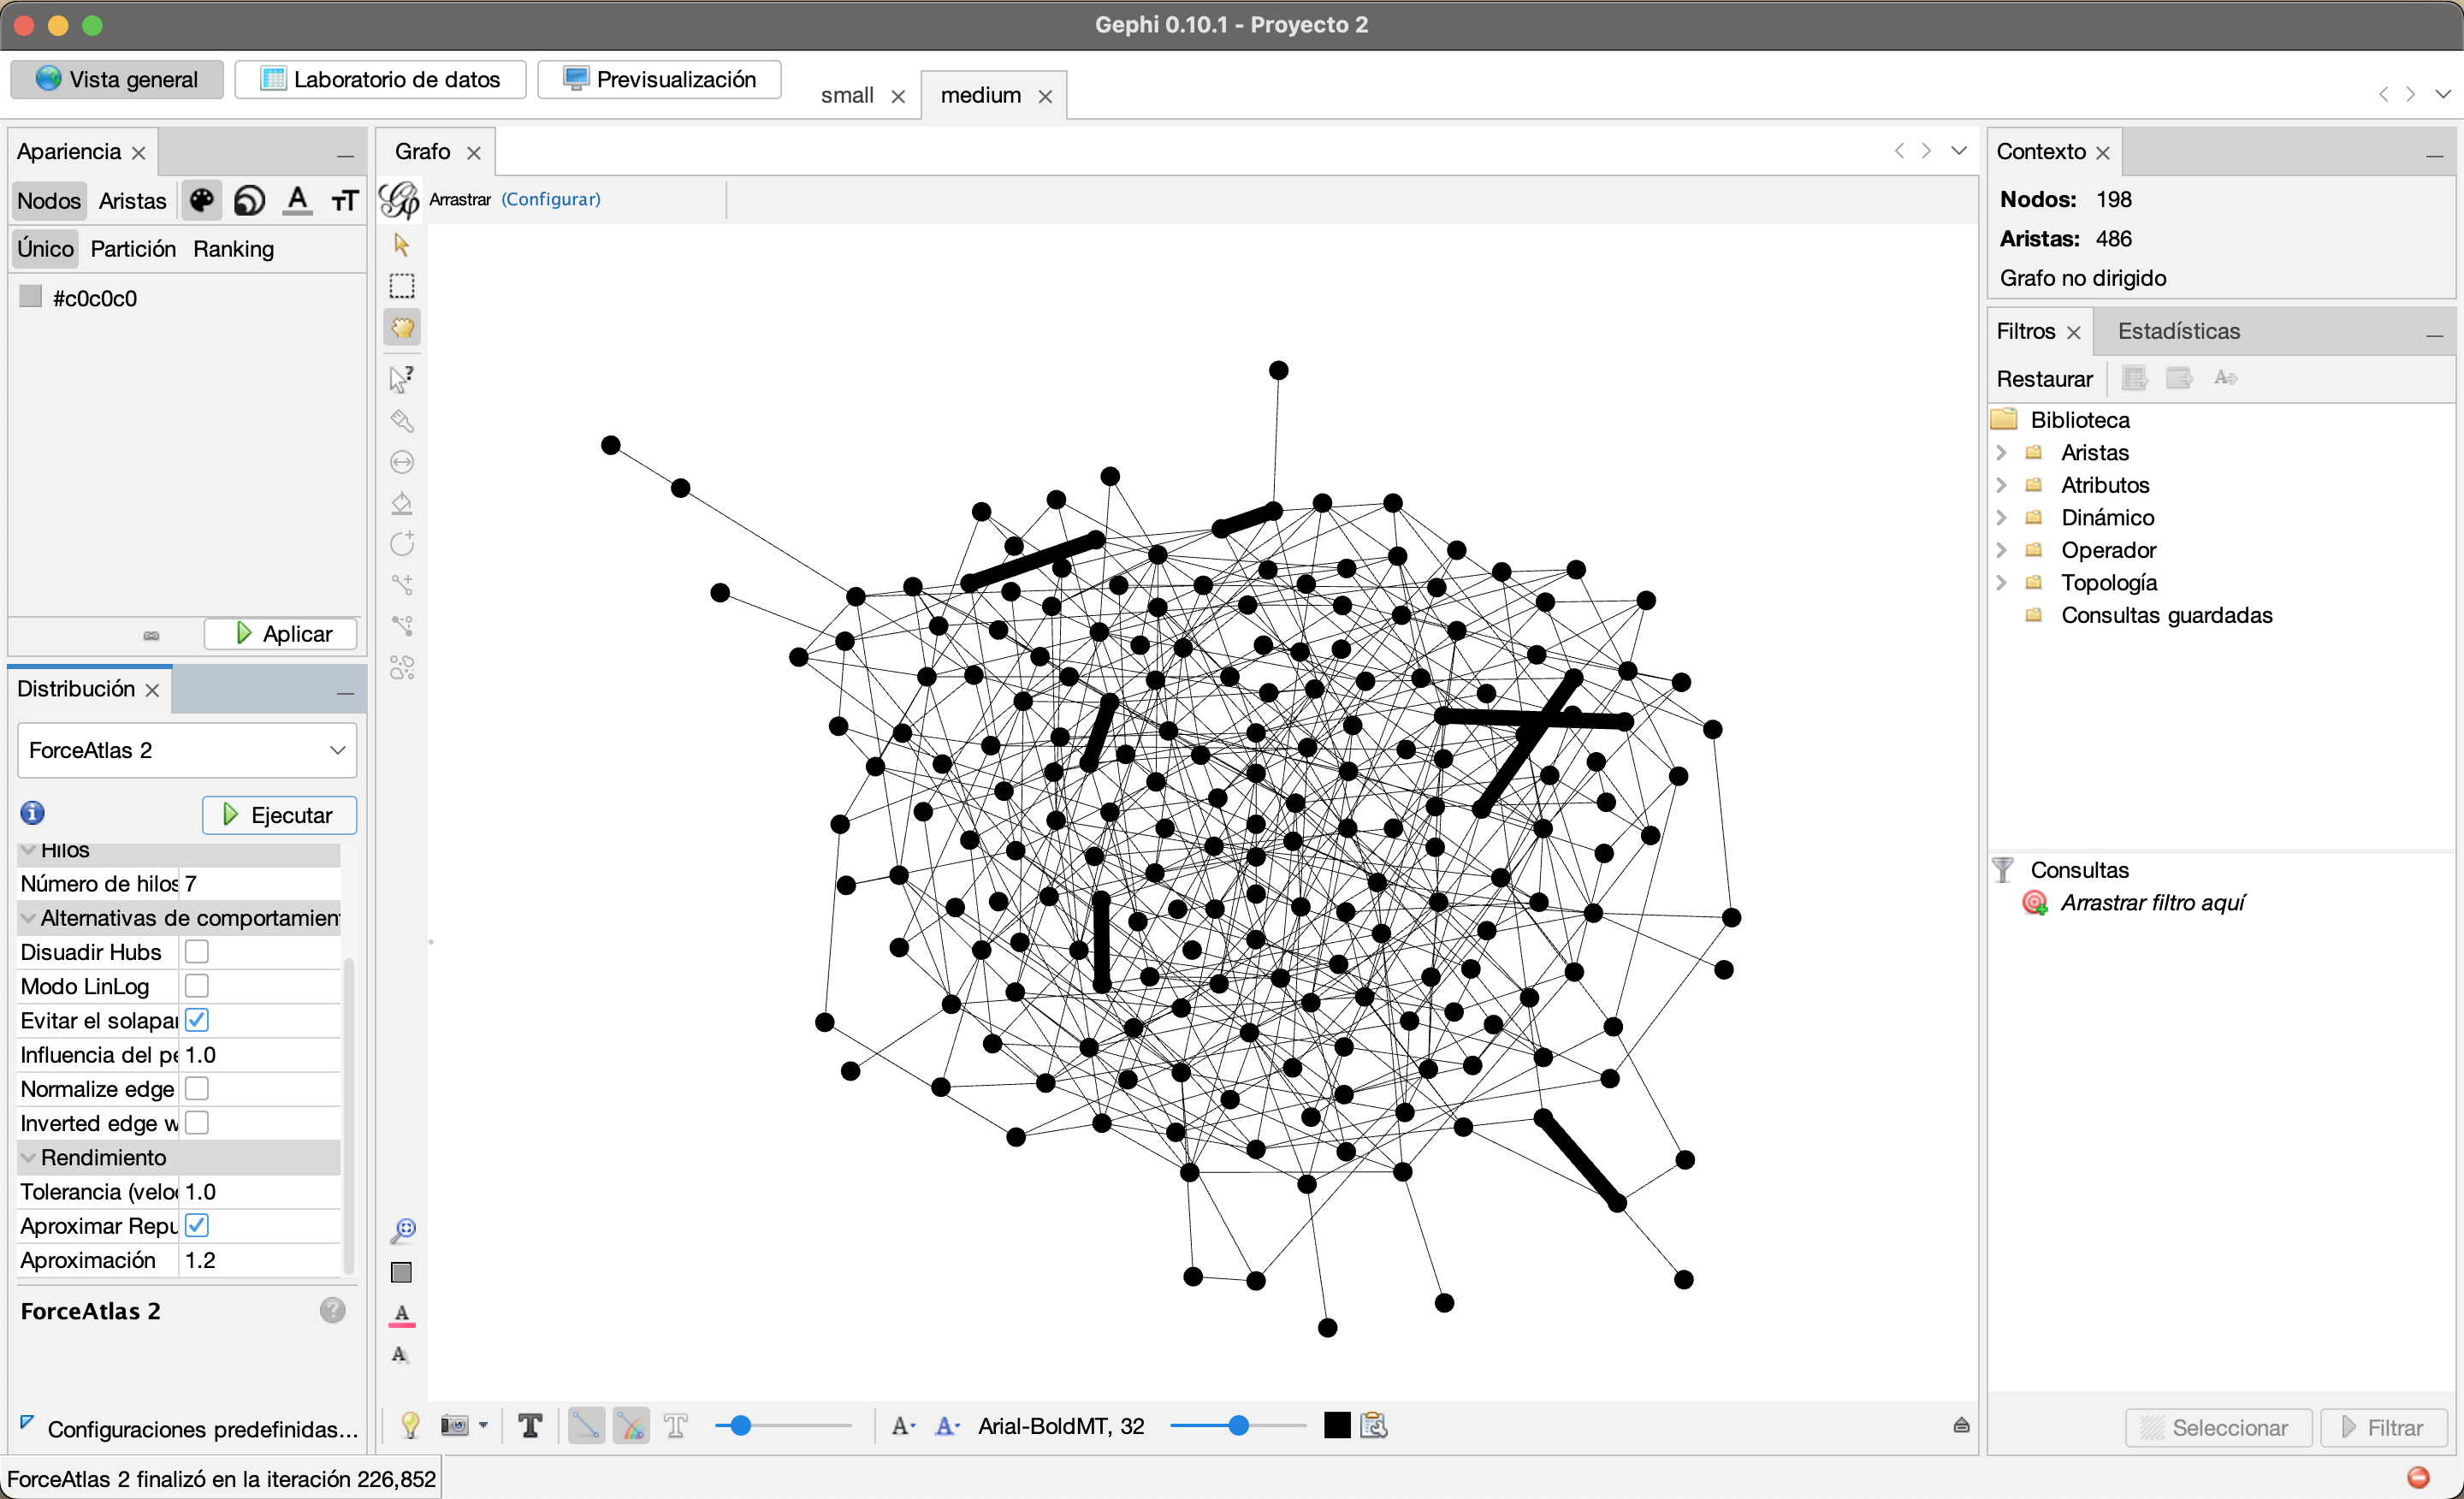 Gephi 0.10.1 - Proyecto 2
Vista general
Laboratorio de datos
Previsualización
small
medium
Apariencia
Nodos
Aristas
Único
Partición
Ranking
#c0c0c0
Aplicar
Distribución
ForceAtlas 2
Ejecutar
Hilos
Número de hilos 7
Alternativas de comportamien
Disuadir Hubs
Modo LinLog
Evitar el solapar
Influencia del pe 1.0
Normalize edge
Inverted edge w
Rendimiento
Tolerancia (veloc 1.0
Aproximar Repu
Aproximación 1.2
ForceAtlas 2
Configuraciones predefinidas...
ForceAtlas 2 finalizó en la iteración 226,852
Grafo
Arrastrar (Configurar)
Arial-BoldMT, 32
Contexto
Nodos: 198
Aristas: 486
Grafo no dirigido
Filtros
Estadísticas
Restaurar
Biblioteca
Aristas
Atributos
Dinámico
Operador
Topología
Consultas guardadas
Consultas
Arrastrar filtro aquí
Seleccionar
Filtrar